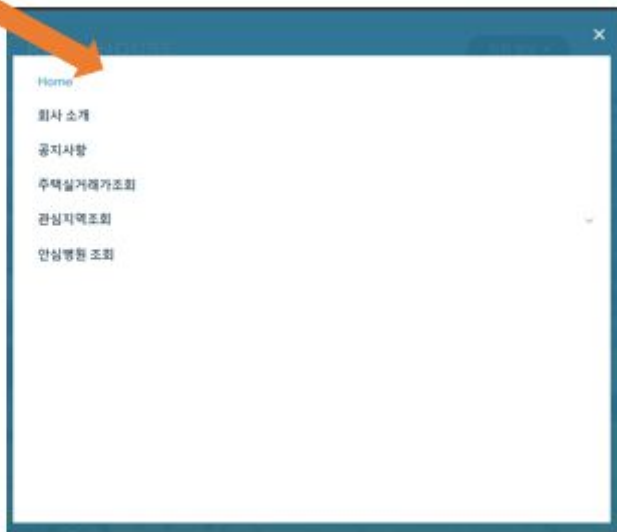 Home
회사 소개
공지사항
주택실거래가조회
관심지역조회
안심병원 조회